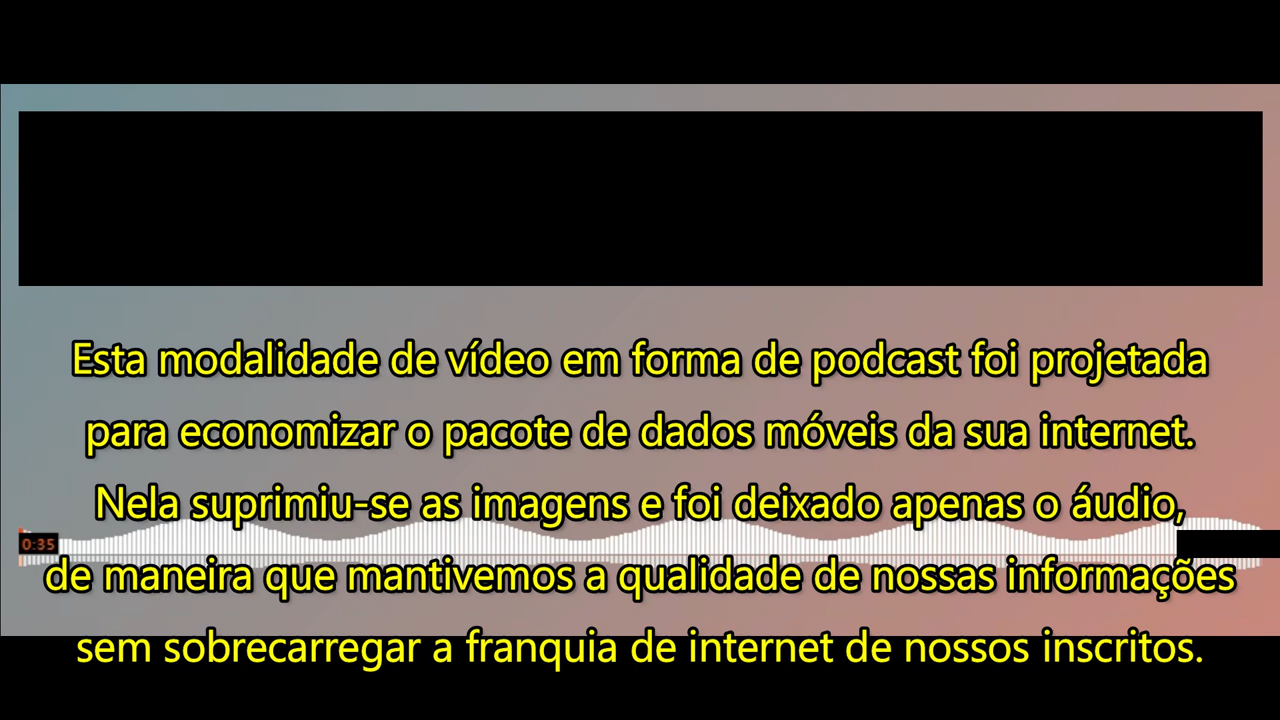 Esta modalidade de vídeo em forma de podcast foi projetada
para economizar o pacote de dados móveis da sua internet.
Nela suprimiu-se as imagens e foi deixado apenas o áudio,
0:35
de maneira que mantivemos a qualidade de nossas informações
sem sobrecarregar a franquia de internet de nossos inscritos.